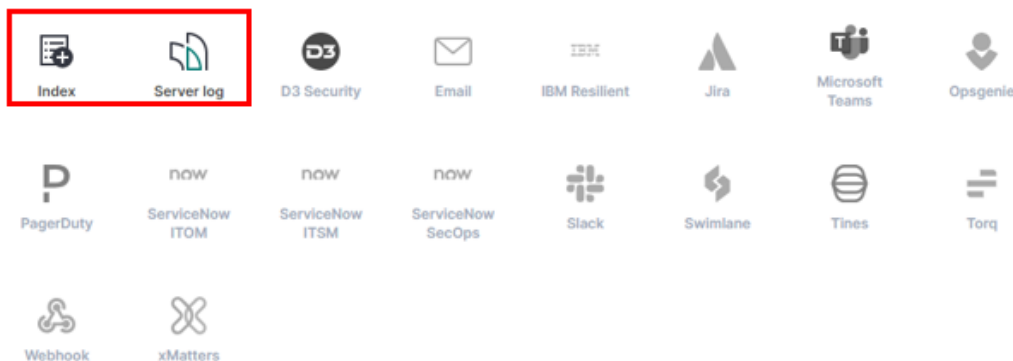 Index
Server log
D3
D3 Security
Email
IBM
IBM Resilient
Jira
T
Microsoft
Teams
Opsgenie
P
PagerDuty
now
ServiceNow
ITOM
now
ServiceNow
ITSM
now
ServiceNow
SecOps
Slack
Swimlane
Tines
Torq
Webhook
xMatters